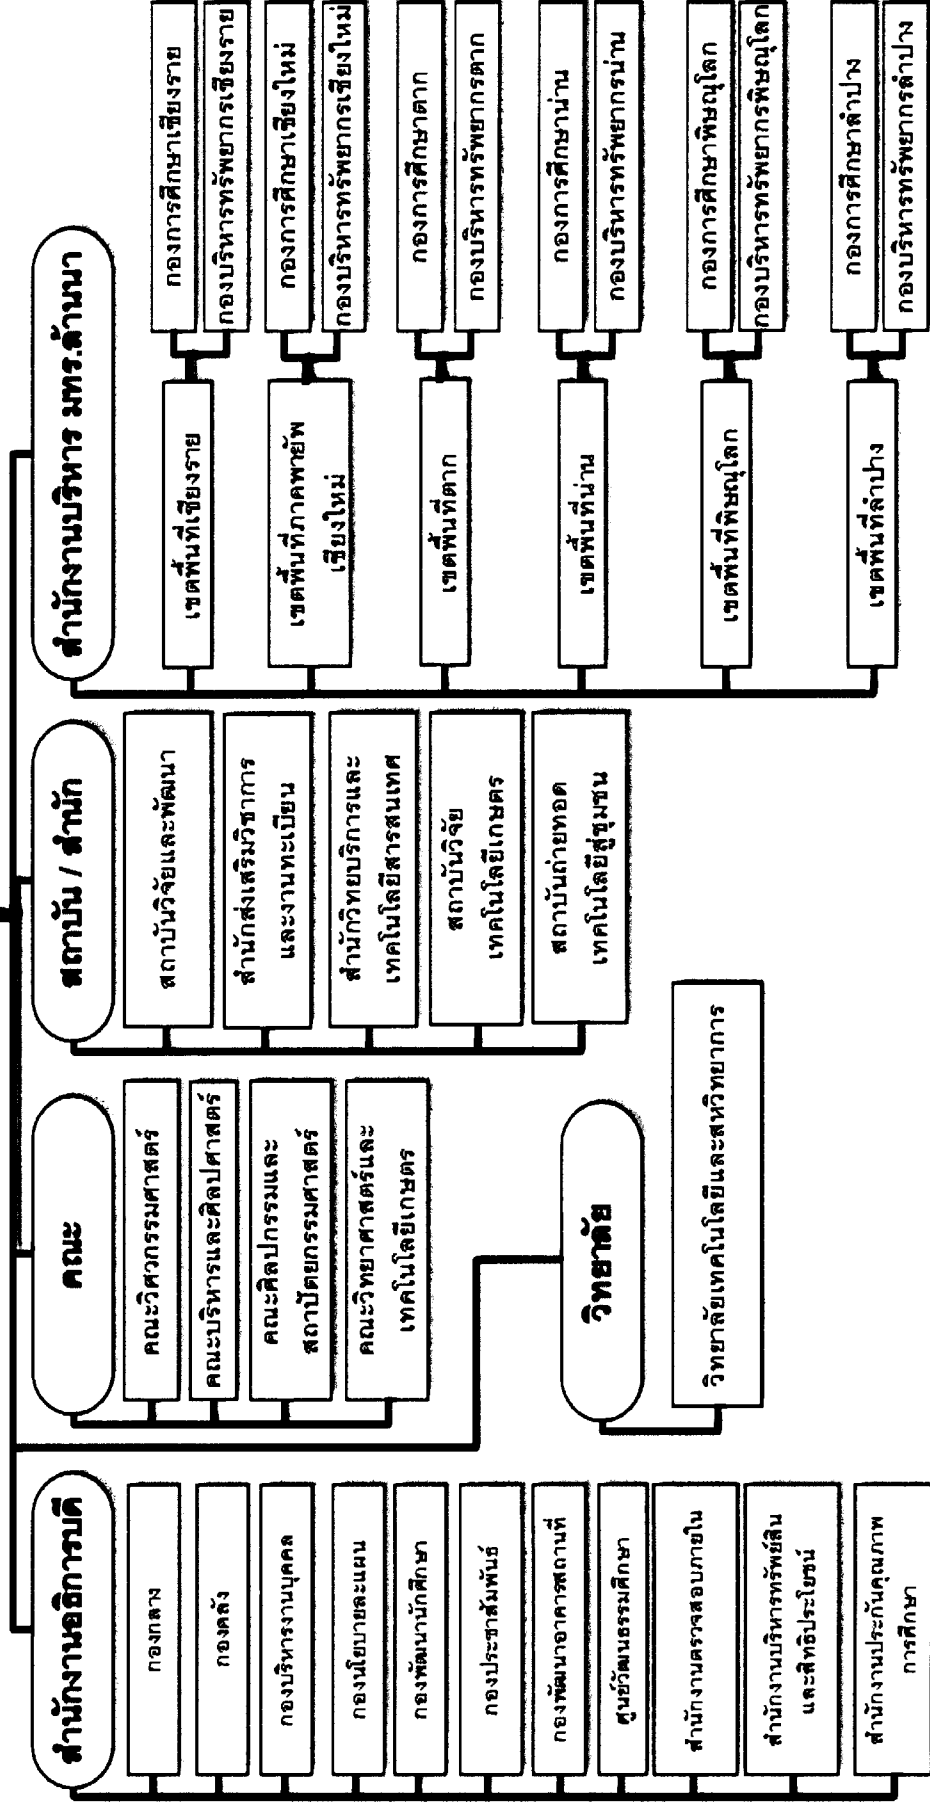 สำนักงานอธิการบดี
กองกลาง
กองคลัง
กองบริหารงานบุคคล
กองนโยบายและแผน
กองพัฒนานักศึกษา
กองประชาสัมพันธ์
กองพัฒนาอาคารสถานที่
ศูนย์วัฒนธรรมศึกษา
สำนักงานตรวจสอบภายใน
สำนักงานบริหารทรัพย์สิน
และสิทธิประโยชน์
สำนักงานประกันคุณภาพ
การศึกษา
คณะ
คณะวิศวกรรมศาสตร์
คณะบริหารและศิลปศาสตร์
คณะศิลปกรรมและ
สถาปัตยกรรมศาสตร์
คณะวิทยาศาสตร์และ
เทคโนโลยีเกษตร
วิทยาลัย
วิทยาลัยเทคโนโลยีและสหวิทยาการ
สถาบัน / สำนัก
สถาบันวิจัยและพัฒนา
สำนักส่งเสริมวิชาการ
และงานทะเบียน
สำนักวิทยบริการและ
เทคโนโลยีสารสนเทศ
สถาบันวิจัย
เทคโนโลยีเกษตร
สถาบันถ่ายทอด
เทคโนโลยีสู่ชุมชน
สำนักงานบริหาร มทร.ล้านนา
เขตพื้นที่เชียงราย
กองการศึกษาเชียงราย
กองบริหารทรัพยากรเชียงราย
เขตพื้นที่ภาคพายัพ
เชียงใหม่
กองการศึกษาเชียงใหม่
กองบริหารทรัพยากรเชียงใหม่
เขตพื้นที่ตาก
กองการศึกษาตาก
กองบริหารทรัพยากรตาก
เขตพื้นที่น่าน
กองการศึกษาน่าน
กองบริหารทรัพยากรน่าน
เขตพื้นที่พิษณุโลก
กองการศึกษาพิษณุโลก
กองบริหารทรัพยากรพิษณุโลก
เขตพื้นที่ลำปาง
กองการศึกษาลำปาง
กองบริหารทรัพยากรลำปาง